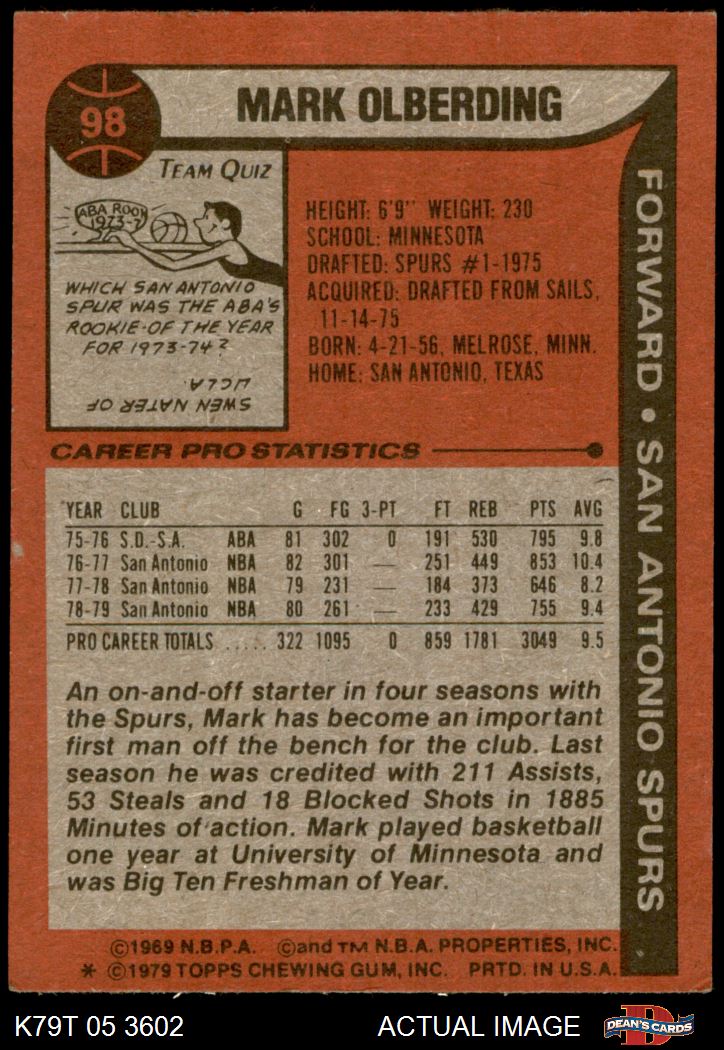 98
MARK OLBERDING
TEAM QUIZ
ABA ROOK
1973-7
WHICH SAN ANTONIO
SPUR WAS THE ABA'S
ROOKIE-OF THE YEAR
FOR 1973-74?
SWEN NATER OF
UCLA.
HEIGHT: 6'9" WEIGHT: 230
SCHOOL: MINNESOTA
DRAFTED: SPURS #1-1975
ACQUIRED: DRAFTED FROM SAILS,
11-14-75
BORN: 4-21-56, MELROSE, MINN.
HOME: SAN ANTONIO, TEXAS
FORWARD • SAN ANTONIO SPURS
CAREER PRO STATISTICS
YEAR CLUB G FG 3-PT FT REB PTS AVG
75-76 S.D.-S.A. ABA 81 302 0 191 530 795 9.8
76-77 San Antonio NBA 82 301 — 251 449 853 10.4
77-78 San Antonio NBA 79 231 — 184 373 646 8.2
78-79 San Antonio NBA 80 261 — 233 429 755 9.4
PRO CAREER TOTALS ..... 322 1095 0 859 1781 3049 9.5
An on-and-off starter in four seasons with
the Spurs, Mark has become an important
first man off the bench for the club. Last
season he was credited with 211 Assists,
53 Steals and 18 Blocked Shots in 1885
Minutes of action. Mark played basketball
one year at University of Minnesota and
was Big Ten Freshman of Year.
©1969 N.B.P.A. ©and TM N.B.A. PROPERTIES, INC.
* ©1979 TOPPS CHEWING GUM, INC. PRTD. IN U.S.A.
K79T 05 3602 ACTUAL IMAGE
D
DEAN'S CARDS